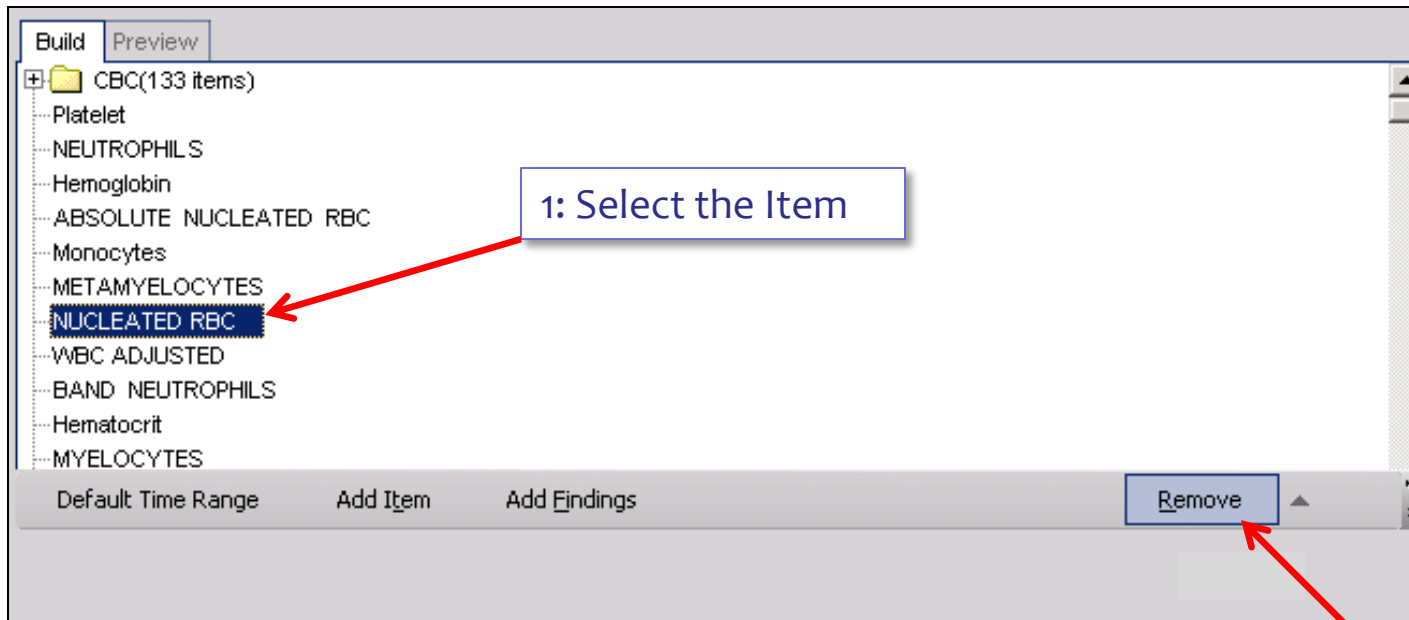 Build Preview
CBC(133 items)
Platelet
NEUTROPHILS
Hemoglobin
1: Select the Item
ABSOLUTE NUCLEATED RBC
Monocytes
METAMYELOCYTES
NUCLEATED RBC
WBC ADJUSTED
BAND NEUTROPHILS
Hematocrit
MYELOCYTES
Default Time Range Add Item Add Findings Remove